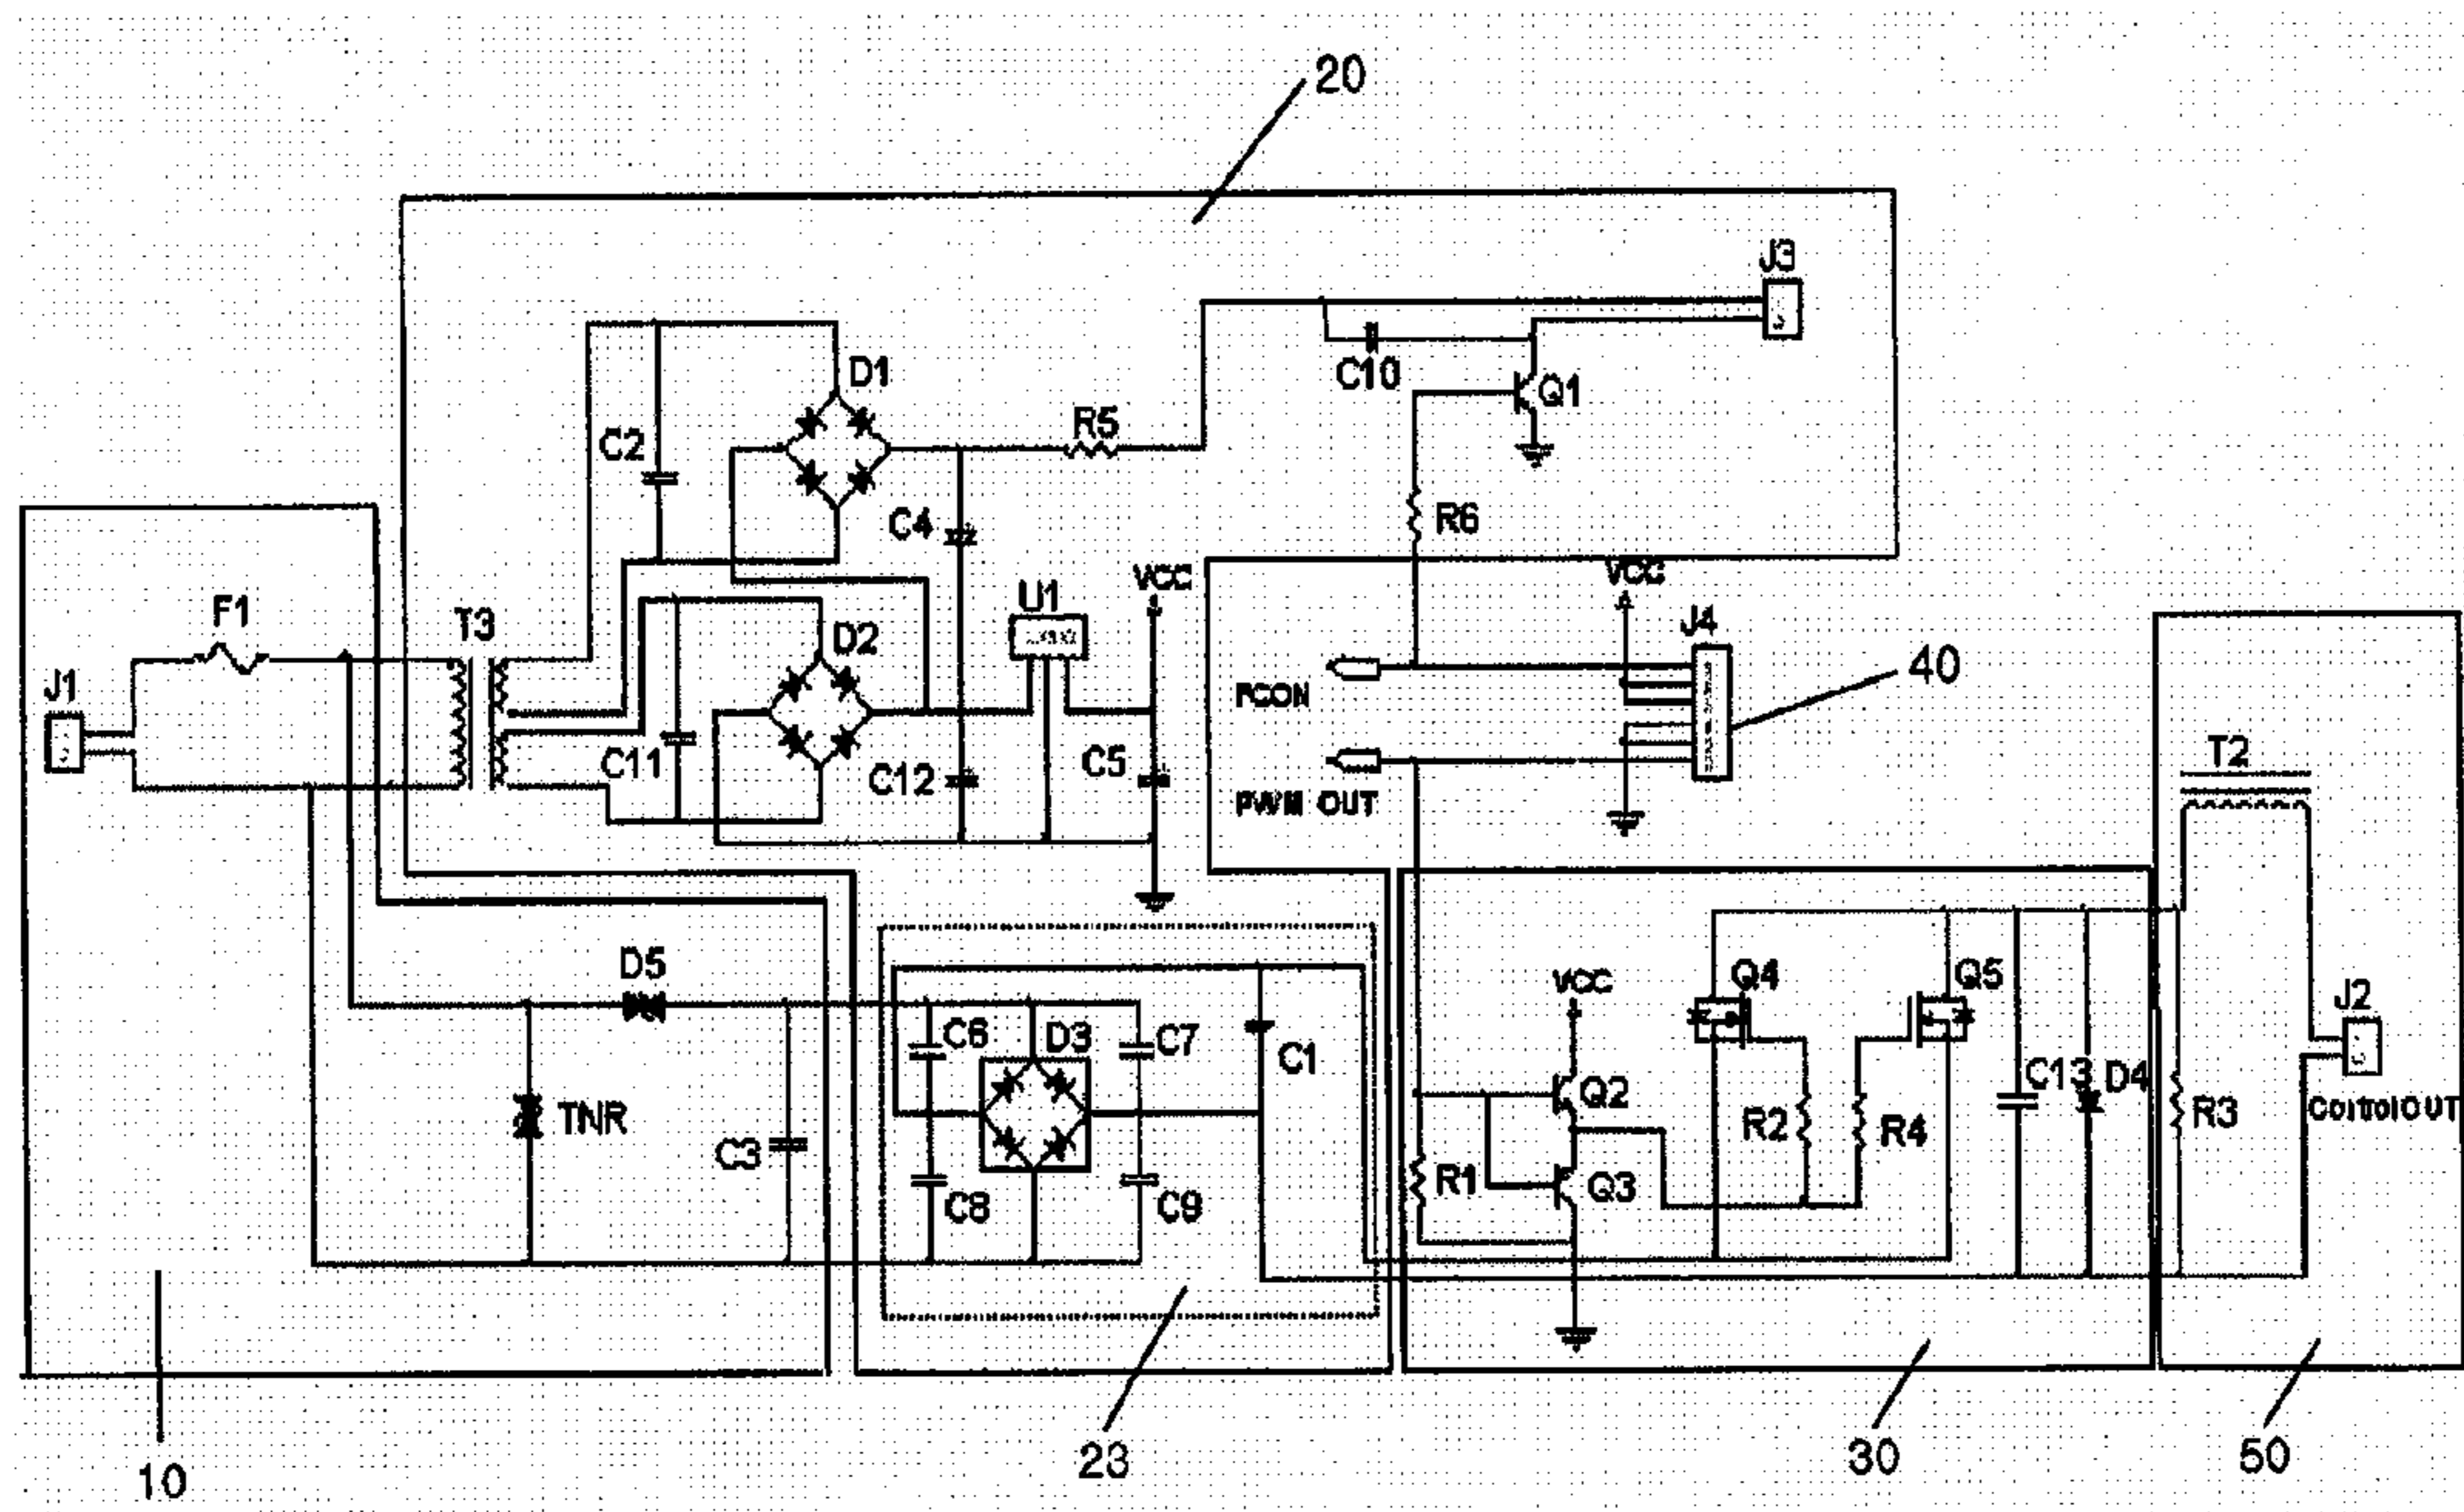 20
J3
D1
C10
Q1
C2
R5
C4
R6
VCC
VCC
F1
T3
U1
D2
J4
J1
40
PCON
C11
C12
C5
T2
PWM OUT
D5
VCC
Q4
Q5
J2
C6
D3
C7
C1
TNR
Q2
C13
D4
R2
R4
R3
ControlOUT
C3
R1
Q3
C8
C9
23
30
50
10